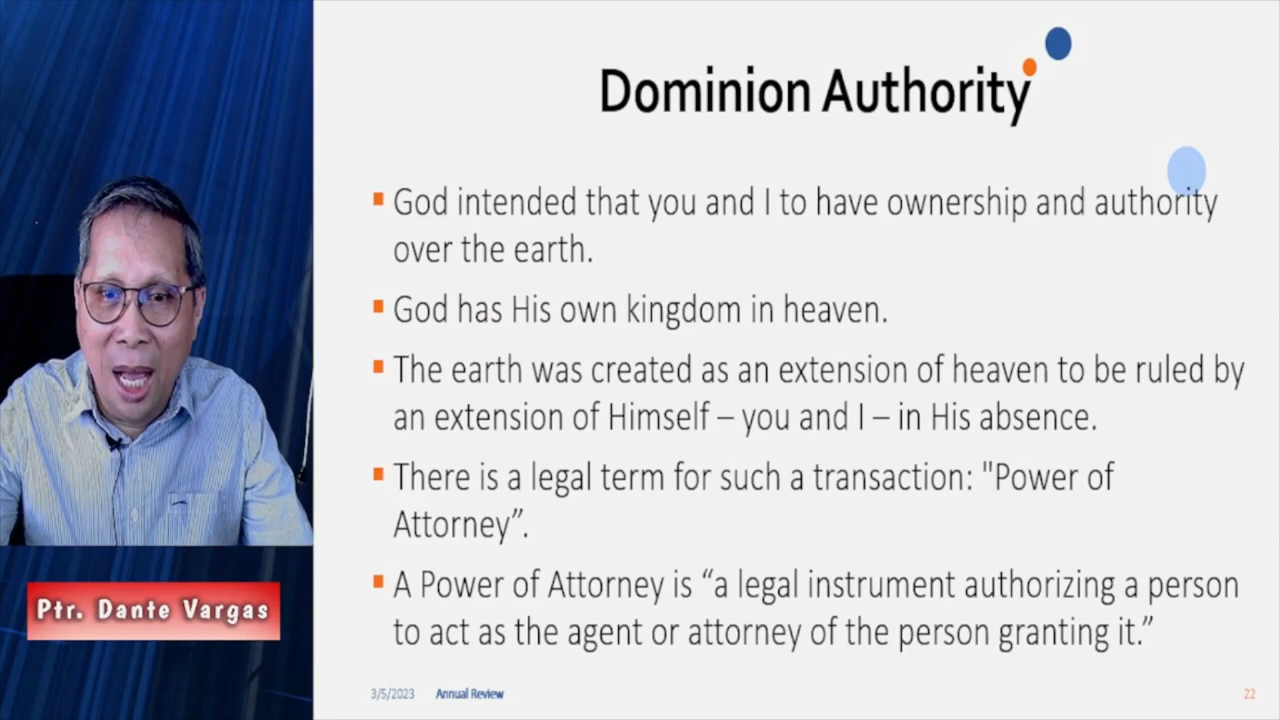 Dominion Authority
▪ God intended that you and I to have ownership and authority
over the earth.
▪ God has His own kingdom in heaven.
▪ The earth was created as an extension of heaven to be ruled by
an extension of Himself – you and I – in His absence.
▪ There is a legal term for such a transaction: "Power of
Attorney”.
▪ A Power of Attorney is “a legal instrument authorizing a person
to act as the agent or attorney of the person granting it.”
Ptr. Dante Vargas
3/5/2023 Annual Review 22